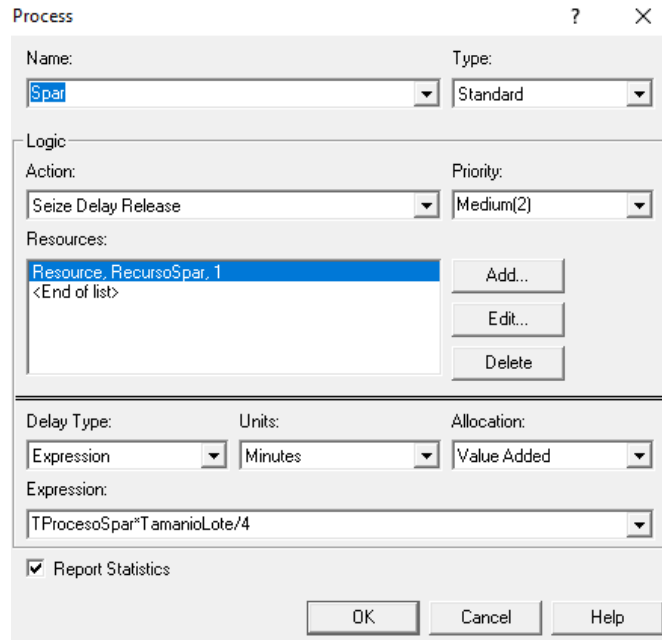 Process ?
Name: Type:
Spar Standard
Logic
Action: Priority:
Seize Delay Release Medium(2)
Resources:
Resource, RecursoSpar, 1 Add...
<End of list>
Edit...
Delete
Delay Type: Units: Allocation:
Expression Minutes Value Added
Expression:
TProcesoSpar*TamanioLote/4
Report Statistics
OK Cancel Help